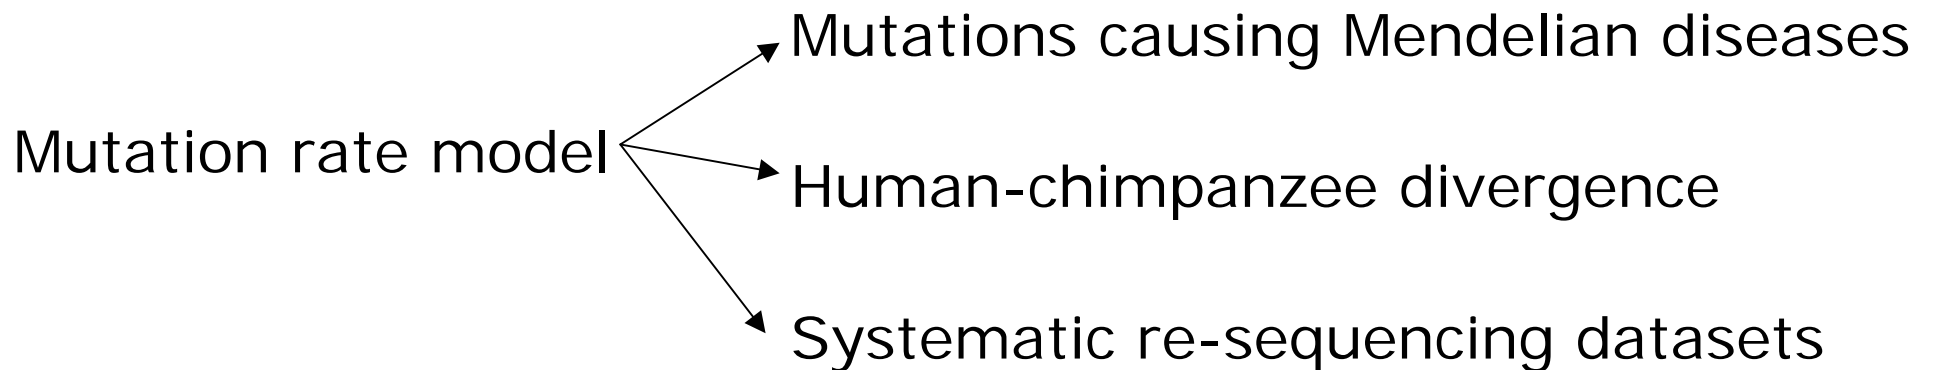 Mutations causing Mendelian diseases
Mutation rate model
Human-chimpanzee divergence
Systematic re-sequencing datasets